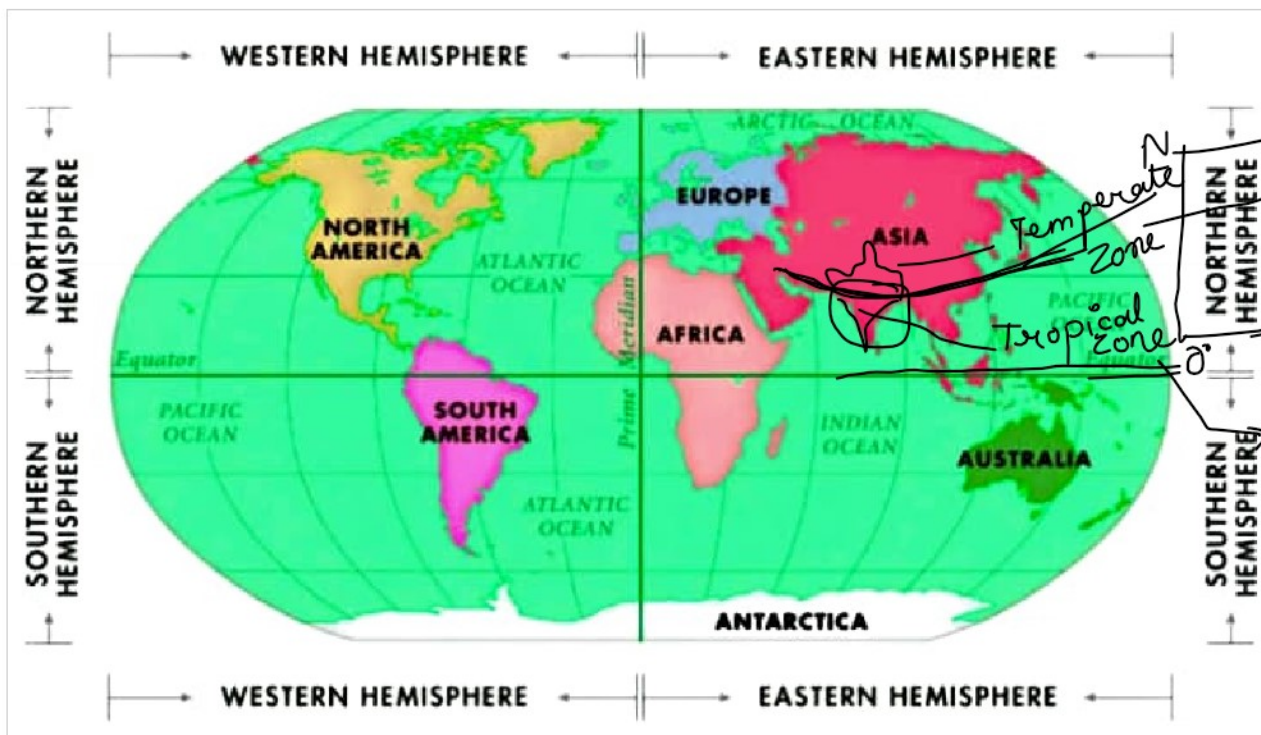 WESTERN HEMISPHERE
EASTERN HEMISPHERE
NORTHERN
HEMISPHERE
SOUTHERN
HEMISPHERE
ARCTIC OCEAN
NORTH
AMERICA
EUROPE
ASIA
ATLANTIC
OCEAN
AFRICA
PACIFIC
Equator
Prime
Meridian
Equator
PACIFIC
OCEAN
SOUTH
AMERICA
INDIAN
OCEAN
AUSTRALIA
ATLANTIC
OCEAN
ANTARCTICA
N
Temperate
Zone
Tropical
Zone
0°
NORTHERN
HEMISPHERE
SOUTHERN
HEMISPHERE
WESTERN HEMISPHERE
EASTERN HEMISPHERE